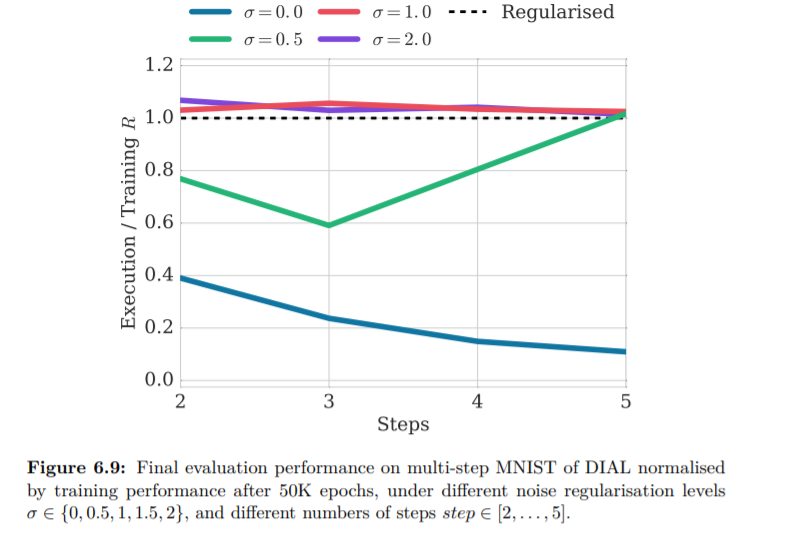 σ = 0.0 σ = 1.0 Regularised
σ = 0.5 σ = 2.0
Execution / Training R
1.2
1.0
0.8
0.6
0.4
0.2
0.0
2 3 4 5
Steps
Figure 6.9: Final evaluation performance on multi-step MNIST of DIAL normalised
by training performance after 50K epochs, under different noise regularisation levels
σ ∈ {0, 0.5, 1, 1.5, 2}, and different numbers of steps step ∈ [2, . . . , 5].